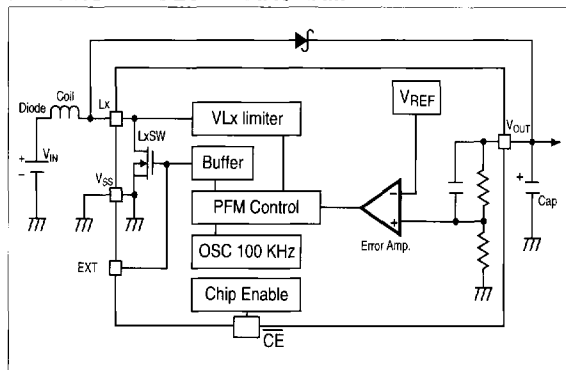 Diode
Coil
Lx
VLx limiter
VREF
LxSW
VOUT
+
VIN
−
Buffer
VSS
PFM Control
−
+
Error Amp.
+
Cap
OSC 100 KHz
EXT
Chip Enable
CE